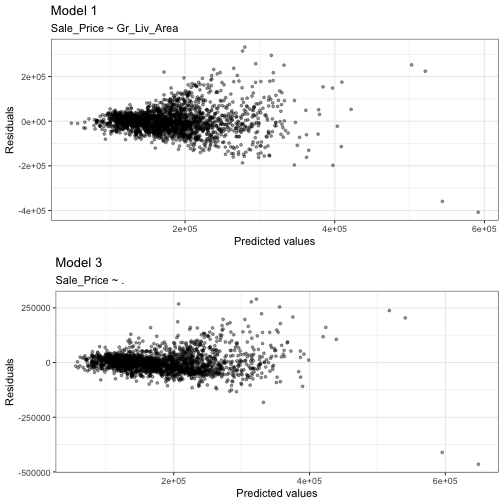 Model 1
Sale_Price ~ Gr_Liv_Area
2e+05
0e+00
-2e+05
-4e+05
Residuals
2e+05 4e+05 6e+05
Predicted values
Model 3
Sale_Price ~ .
250000
0
-250000
-500000
Residuals
2e+05 4e+05 6e+05
Predicted values